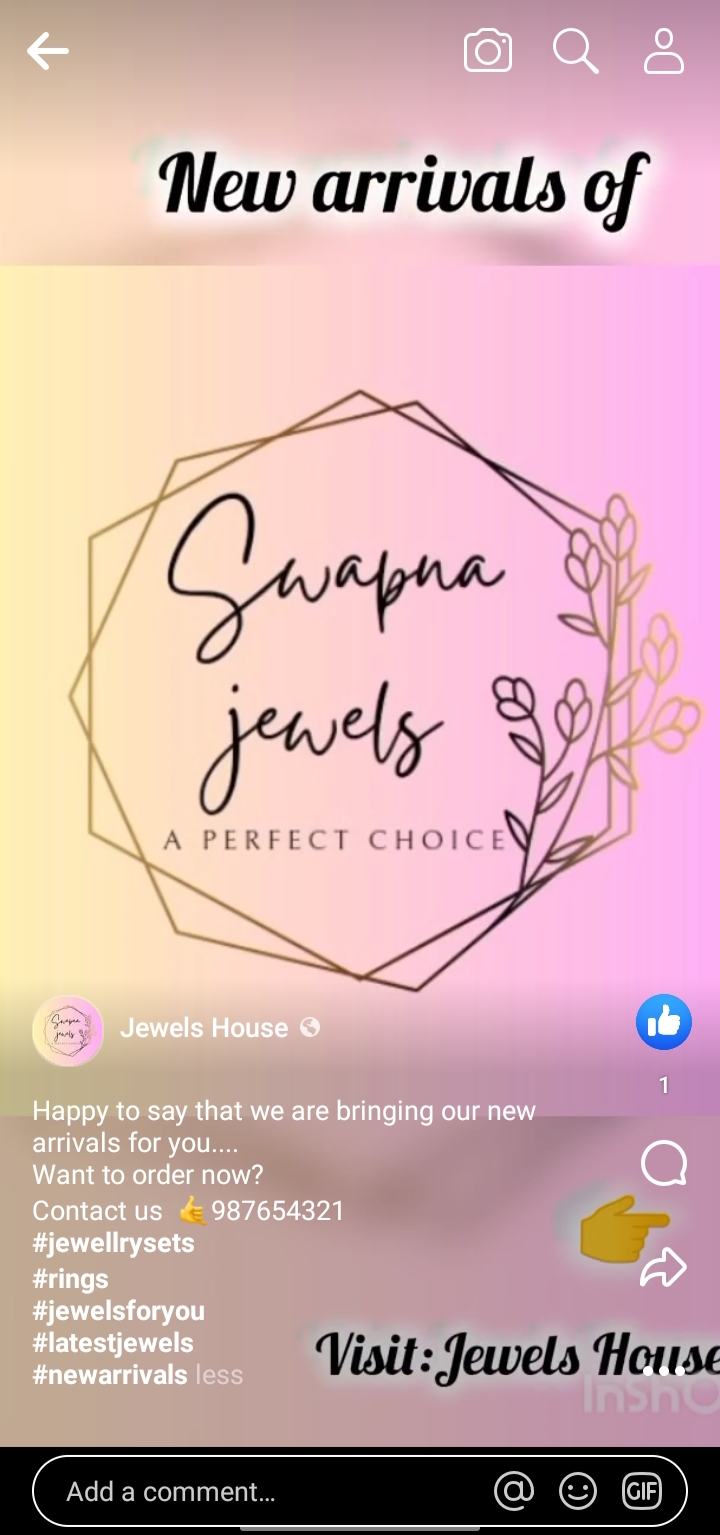 New arrivals of
Swapna
jewels
A PERFECT CHOICE
Jewels House
1
Happy to say that we are bringing our new
arrivals for you....
Want to order now?
Contact us 🤙987654321
#jewellrysets
#rings
#jewelsforyou
#latestjewels
#newarrivals less
Visit:Jewels House
InShO
Add a comment...
GIF